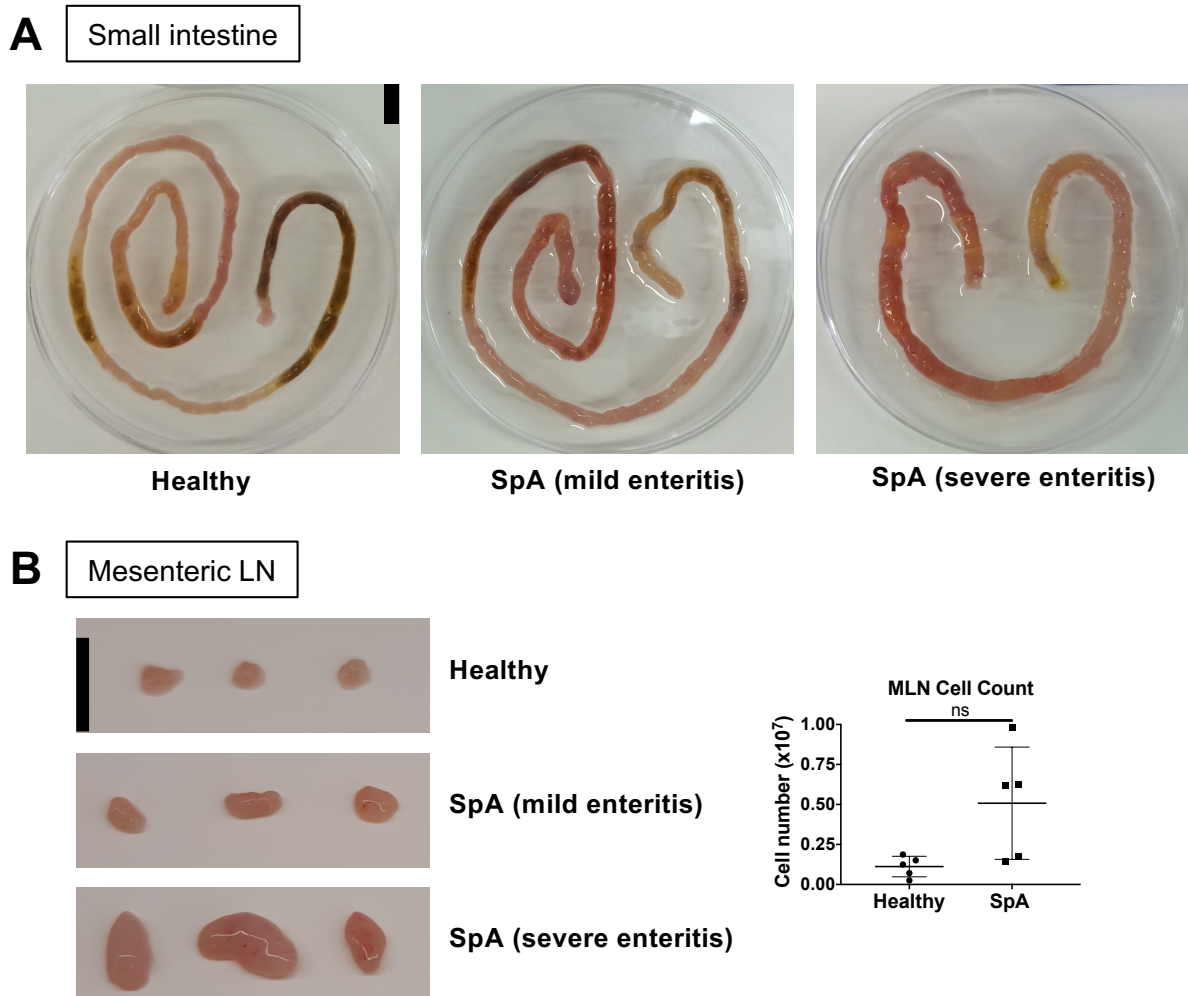 A
Small intestine
Healthy
SpA (mild enteritis)
SpA (severe enteritis)
B
Mesenteric LN
Healthy
SpA (mild enteritis)
SpA (severe enteritis)
MLN Cell Count
ns
Cell number (x10⁷)
1.00
0.75
0.50
0.25
0.00
Healthy SpA